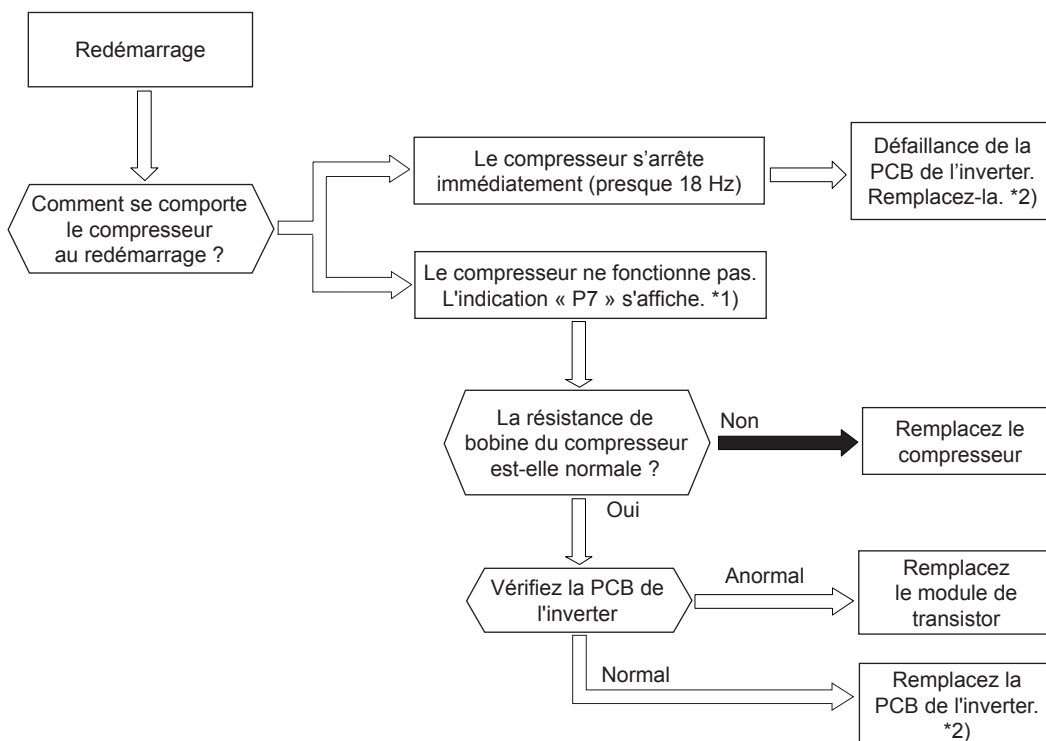 Redémarrage
Comment se comporte
le compresseur
au redémarrage ?
Le compresseur s’arrête
immédiatement (presque 18 Hz)
Défaillance de la
PCB de l’inverter.
Remplacez-la. *2)
Le compresseur ne fonctionne pas.
L'indication « P7 » s'affiche. *1)
La résistance de
bobine du compresseur
est-elle normale ?
Non
Remplacez le
compresseur
Oui
Vérifiez la PCB de
l'inverter
Anormal
Remplacez
le module de
transistor
Normal
Remplacez la
PCB de l'inverter.
*2)